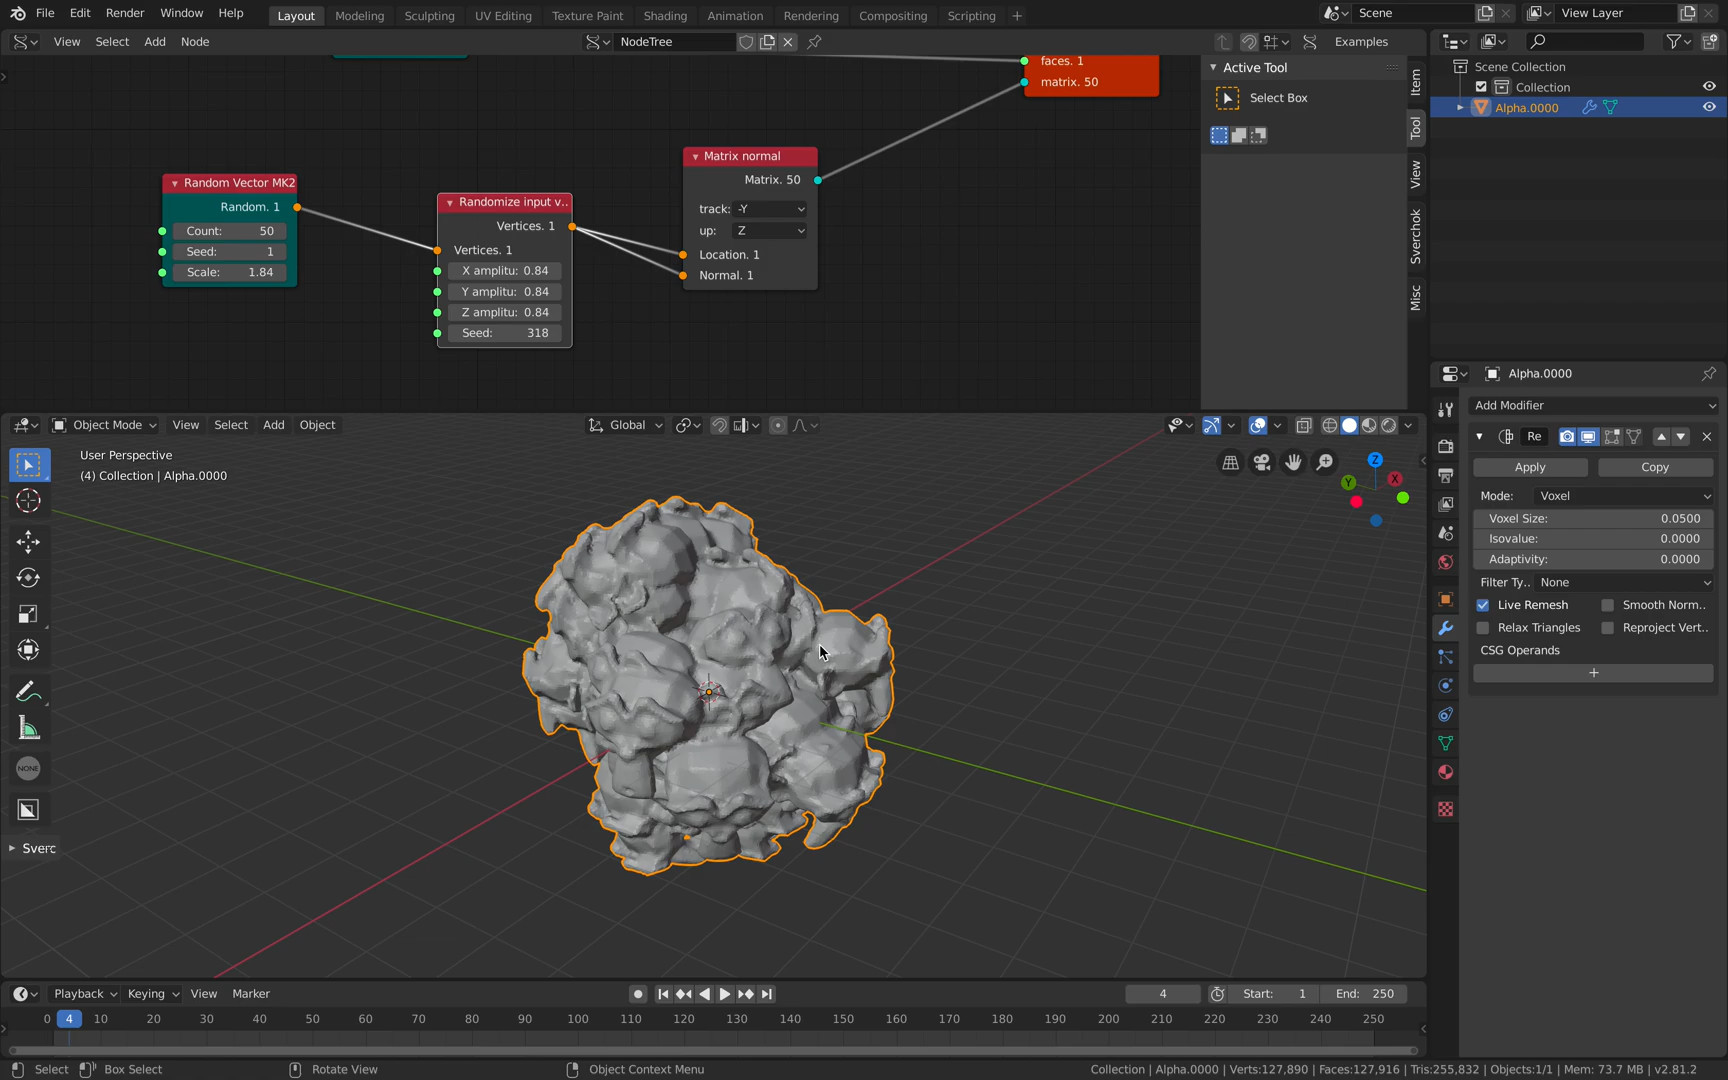 File Edit Render Window Help Layout Modeling Sculpting UV Editing Texture Paint Shading Animation Rendering Compositing Scripting + Scene View Layer
View Select Add Node NodeTree Examples
faces. 1
matrix. 50
Active Tool
Select Box
Item
Tool
View
Sverchok
Misc
Scene Collection
Collection
Alpha.0000
Random Vector MK2
Random. 1
Count: 50
Seed: 1
Scale: 1.84
Randomize input v..
Vertices. 1
Vertices. 1
X amplitu: 0.84
Y amplitu: 0.84
Z amplitu: 0.84
Seed: 318
Matrix normal
Matrix. 50
track: -Y
up: Z
Location. 1
Normal. 1
Object Mode View Select Add Object Global
User Perspective
(4) Collection | Alpha.0000
Z
X
Y
NONE
Sverc
Alpha.0000
Add Modifier
Re
Apply Copy
Mode: Voxel
Voxel Size: 0.0500
Isovalue: 0.0000
Adaptivity: 0.0000
Filter Ty.. None
Live Remesh Smooth Norm..
Relax Triangles Reproject Vert..
CSG Operands
+
Playback Keying View Marker 4 Start: 1 End: 250
0 4 10 20 30 40 50 60 70 80 90 100 110 120 130 140 150 160 170 180 190 200 210 220 230 240 250
Select Box Select Rotate View Object Context Menu Collection | Alpha.0000 | Verts:127,890 | Faces:127,916 | Tris:255,832 | Objects:1/1 | Mem: 73.7 MB | v2.81.2